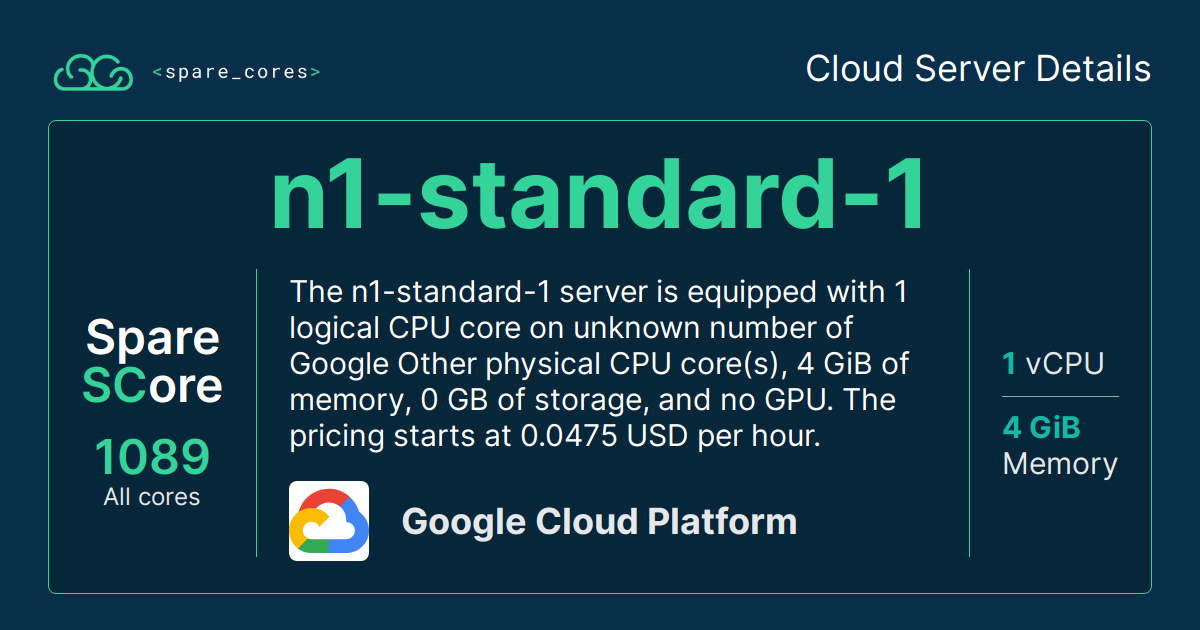 <spare_cores>
Cloud Server Details
n1-standard-1
Spare
SCore
1089
All cores
The n1-standard-1 server is equipped with 1
logical CPU core on unknown number of
Google Other physical CPU core(s), 4 GiB of
memory, 0 GB of storage, and no GPU. The
pricing starts at 0.0475 USD per hour.
Google Cloud Platform
1 vCPU
4 GiB
Memory